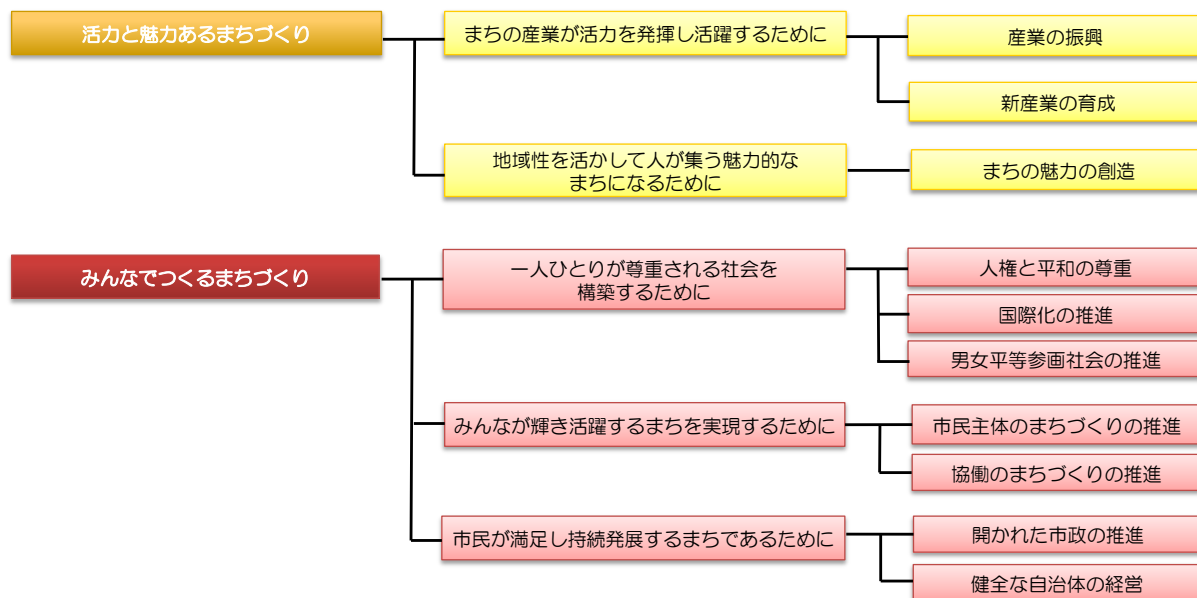 活力と魅力あるまちづくり
まちの産業が活力を発揮し活躍するために
産業の振興
新産業の育成
地域性を活かして人が集う魅力的な
まちになるために
まちの魅力の創造
みんなでつくるまちづくり
一人ひとりが尊重される社会を
構築するために
人権と平和の尊重
国際化の推進
男女平等参画社会の推進
みんなが輝き活躍するまちを実現するために
市民主体のまちづくりの推進
協働のまちづくりの推進
市民が満足し持続発展するまちであるために
開かれた市政の推進
健全な自治体の経営